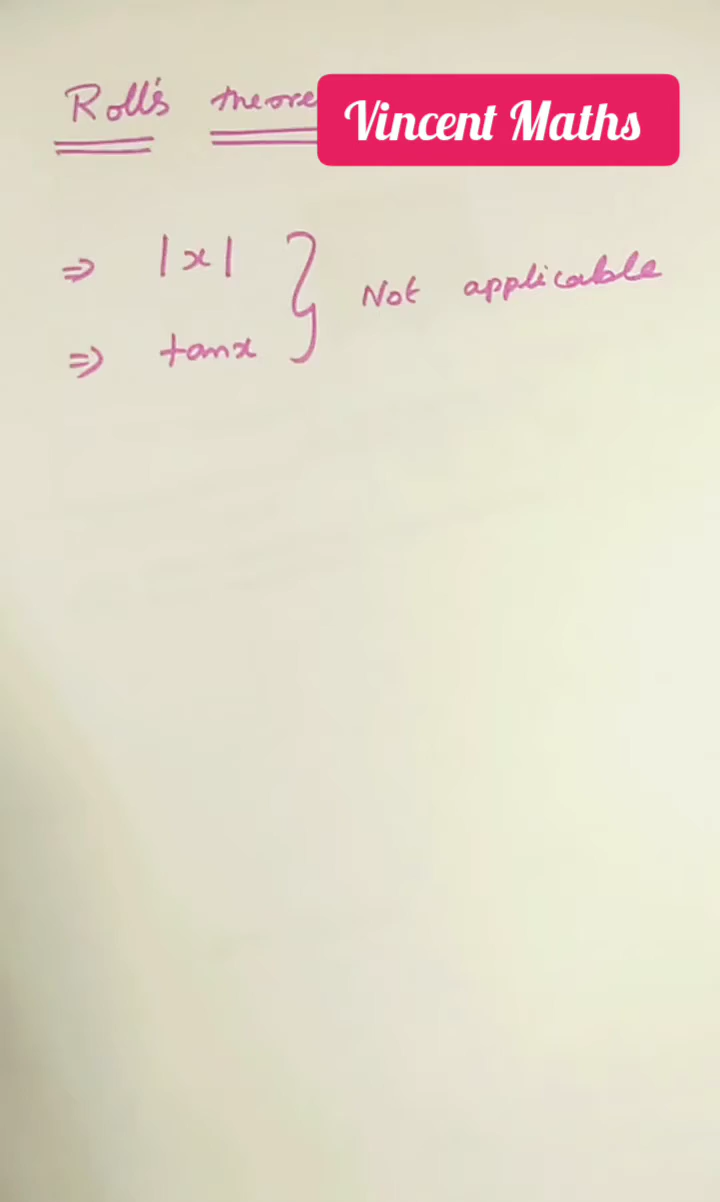 Roll's theore
Vincent Maths
⇒ |x|
Not applicable
⇒ tanx